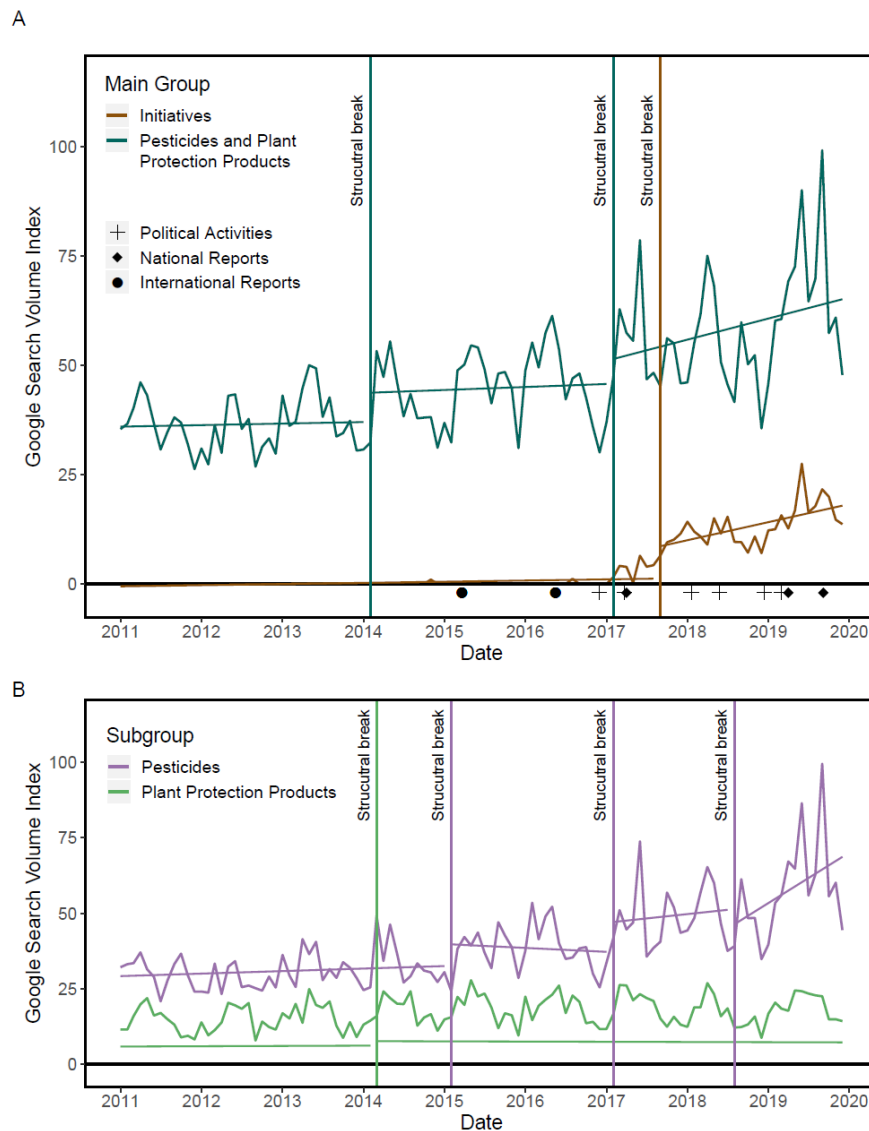 A
Main Group
Initiatives
Pesticides and Plant
Protection Products
Political Activities
National Reports
International Reports
Strucutral break
Strucutral break
Strucutral break
Google Search Volume Index
100
75
50
25
0
2011 2012 2013 2014 2015 2016 2017 2018 2019 2020
Date
B
Subgroup
Pesticides
Plant Protection Products
Strucutral break
Strucutral break
Strucutral break
Strucutral break
Google Search Volume Index
100
75
50
25
0
2011 2012 2013 2014 2015 2016 2017 2018 2019 2020
Date